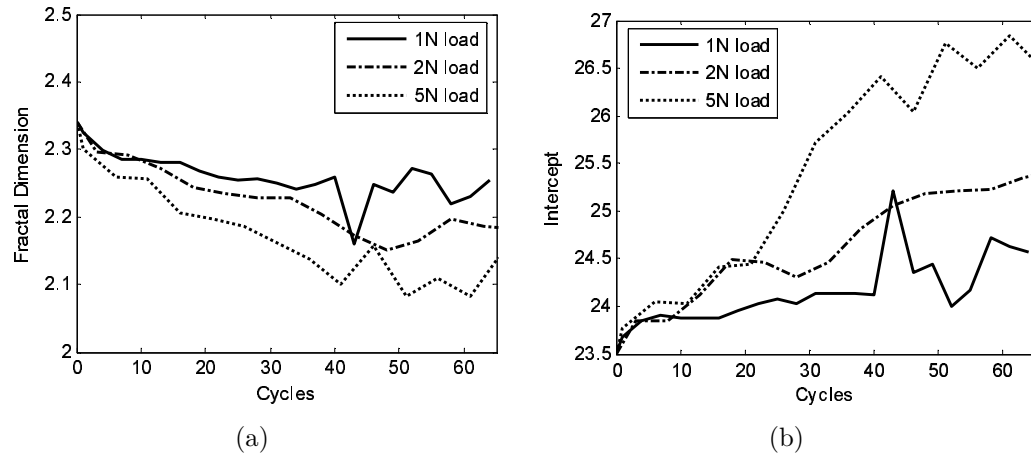 2.5
2.4
2.3
2.2
2.1
2
Fractal Dimension
1N load
2N load
5N load
0 10 20 30 40 50 60
Cycles
(a)
27
26.5
26
25.5
25
24.5
24
23.5
Intercept
1N load
2N load
5N load
0 10 20 30 40 50 60
Cycles
(b)